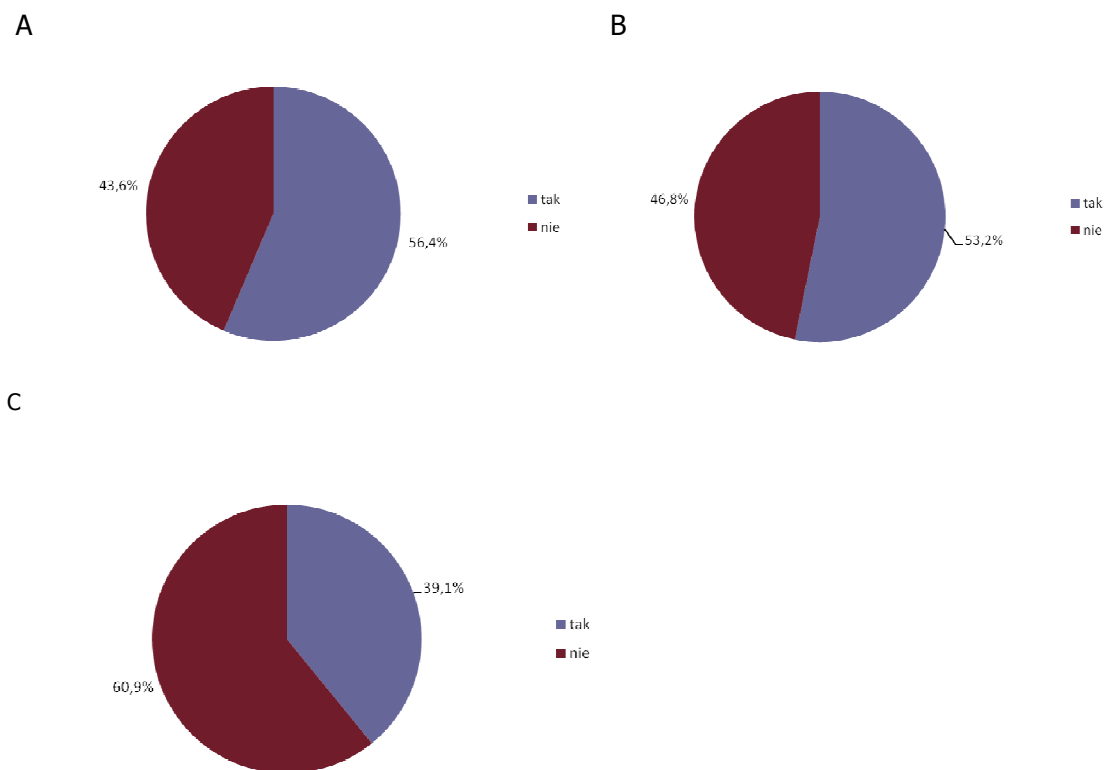 A
43,6%
56,4%
tak
nie
B
46,8%
53,2%
tak
nie
C
39,1%
60,9%
tak
nie